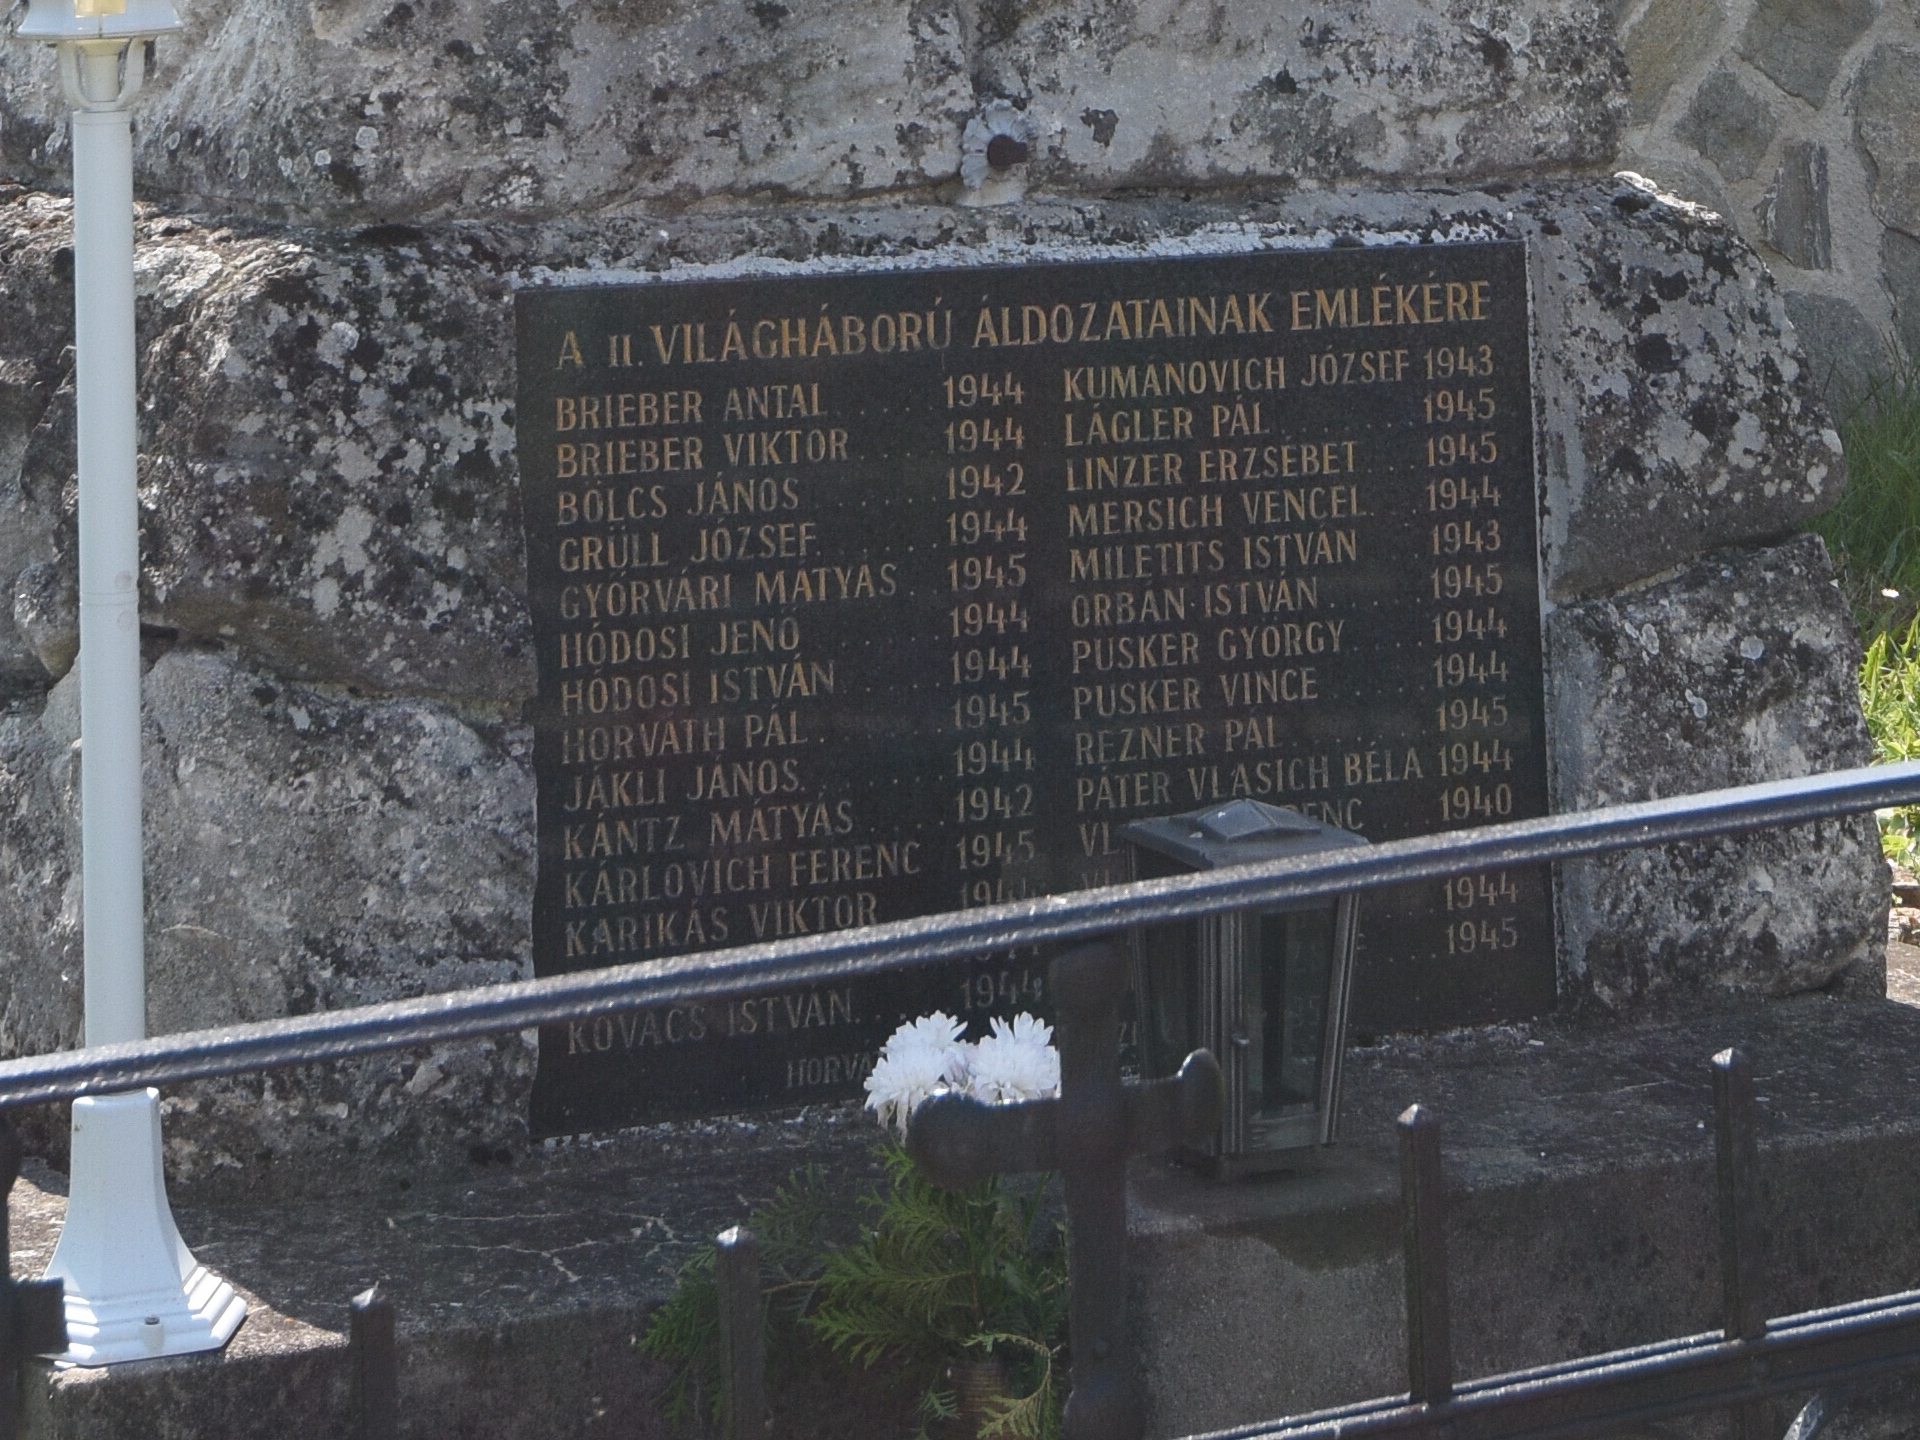 A II. VILÁGHÁBORÚ ÁLDOZATAINAK EMLÉKÉRE
BRIEBER ANTAL . . . . . . 1944
BRIEBER VIKTOR . . . . . 1944
BÖLCS JÁNOS . . . . . . 1942
GRÜLL JÓZSEF . . . . . . 1944
GYŐRVÁRI MÁTYÁS . . 1945
HÓDOSI JENŐ . . . . . . 1944
HÓDOSI ISTVÁN . . . . . 1944
HORVÁTH PÁL . . . . . . 1945
JÁKLI JÁNOS . . . . . . . 1944
KÁNTZ MÁTYÁS . . . . 1942
KÁRLOVICH FERENC 1945
KARIKÁS VIKTOR
1944
KOVÁCS ISTVÁN . . .
KUMÁNOVICH JÓZSEF 1943
LÁGLER PÁL . . . . . . . 1945
LINZER ERZSÉBET . . . 1945
MERSICH VENCEL . . . 1944
MILETITS ISTVÁN 1943
ORBÁN ISTVÁN . . . . . 1945
PUSKER GYÖRGY . . . . 1944
PUSKER VINCE . . . . . 1944
REZNER PÁL . . . . . . . 1945
PÁTER VLASICH BÉLA 1944
1940
1944
1945